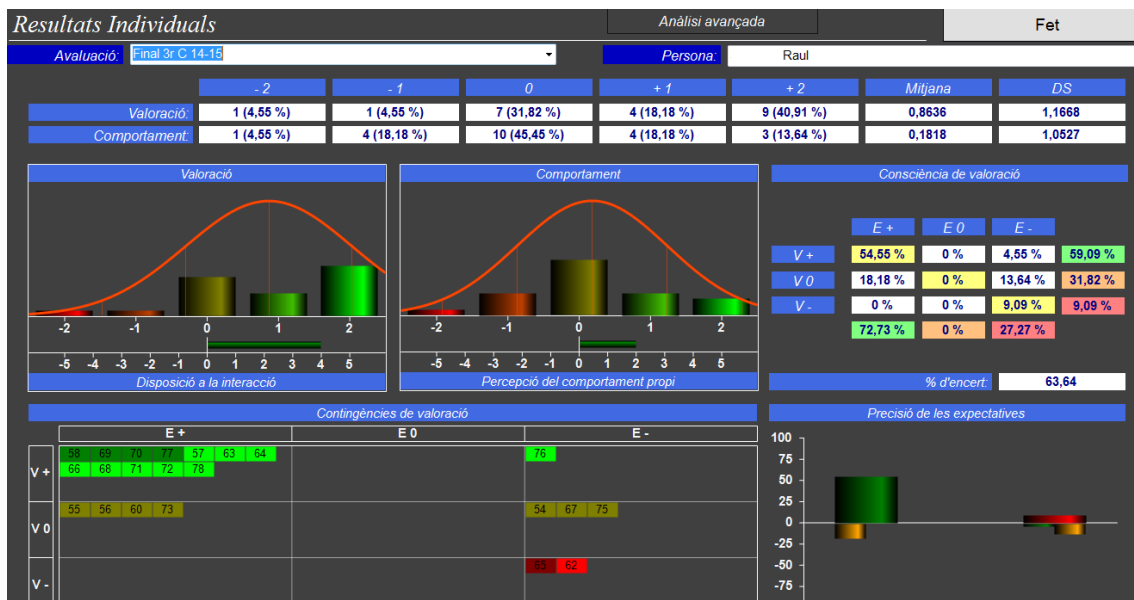 Resultats Individuals
Anàlisi avançada
Fet
Avaluació: Final 3r C 14-15
Persona: Raul
- 2 - 1 0 + 1 + 2 Mitjana DS
Valoració: 1 (4,55 %) 1 (4,55 %) 7 (31,82 %) 4 (18,18 %) 9 (40,91 %) 0,8636 1,1668
Comportament: 1 (4,55 %) 4 (18,18 %) 10 (45,45 %) 4 (18,18 %) 3 (13,64 %) 0,1818 1,0527
Valoració
-2 -1 0 1 2
-5 -4 -3 -2 -1 0 1 2 3 4 5
Disposició a la interacció
Comportament
-2 -1 0 1 2
-5 -4 -3 -2 -1 0 1 2 3 4 5
Percepció del comportament propi
Consciència de valoració
E + E 0 E -
V + 54,55 % 0 % 4,55 % 59,09 %
V 0 18,18 % 0 % 13,64 % 31,82 %
V - 0 % 0 % 9,09 % 9,09 %
72,73 % 0 % 27,27 %
% d'encert: 63,64
Contingències de valoració
E + E 0 E -
V + 58 69 70 77 57 63 64 76
66 68 71 72 78
V 0 55 56 60 73 54 67 75
V - 65 62
Precisió de les expectatives
100
75
50
25
0
-25
-50
-75